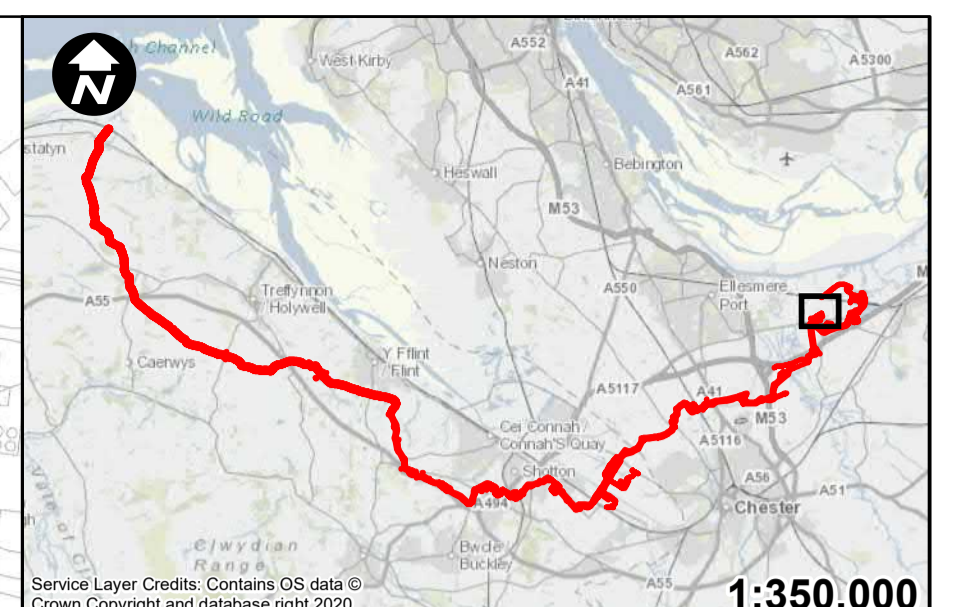 N
Channel
A552
A562
A5300
West Kirby
A41
A561
Wild Road
statyn
Heswall
Bebington
M53
Neston
A55
Treffynnon
/Holywell
A550
Ellesmere
Port
Caerwys
Y Fflint
/ Flint
A5117
A41
M53
Cei Connah /
Connah'S Quay
A5116
Shotton
A56
A494
A51
Chester
Clwydian
Range
Bwcle/
Buckley
A55
Service Layer Credits: Contains OS data ©
Crown Copyright and database right 2020
1:350,000